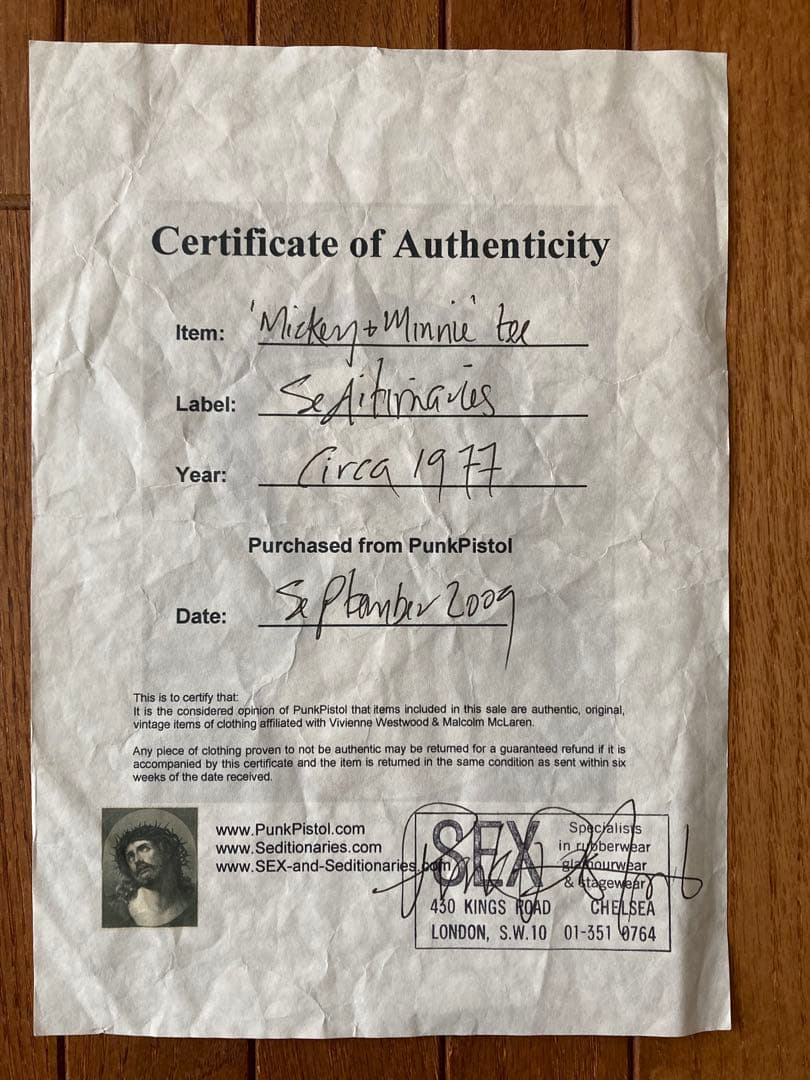 Certificate of Authenticity
Item: 'Mickey + Minnie' tee
Label: Seditionaries
Year: Circa 1977
Purchased from PunkPistol
Date: September 2009
This is to certify that:
It is the considered opinion of PunkPistol that items included in this sale are authentic, original,
vintage items of clothing affiliated with Vivienne Westwood & Malcolm McLaren.
Any piece of clothing proven to not be authentic may be returned for a guaranteed refund if it is
accompanied by this certificate and the item is returned in the same condition as sent within six
weeks of the date received.
www.PunkPistol.com
www.Seditionaries.com
www.SEX-and-Seditionaries.com
SEX
Specialists
in rubberwear
glamourwear
& stagewear
430 KINGS ROAD CHELSEA
LONDON, S.W.10 01-351 0764